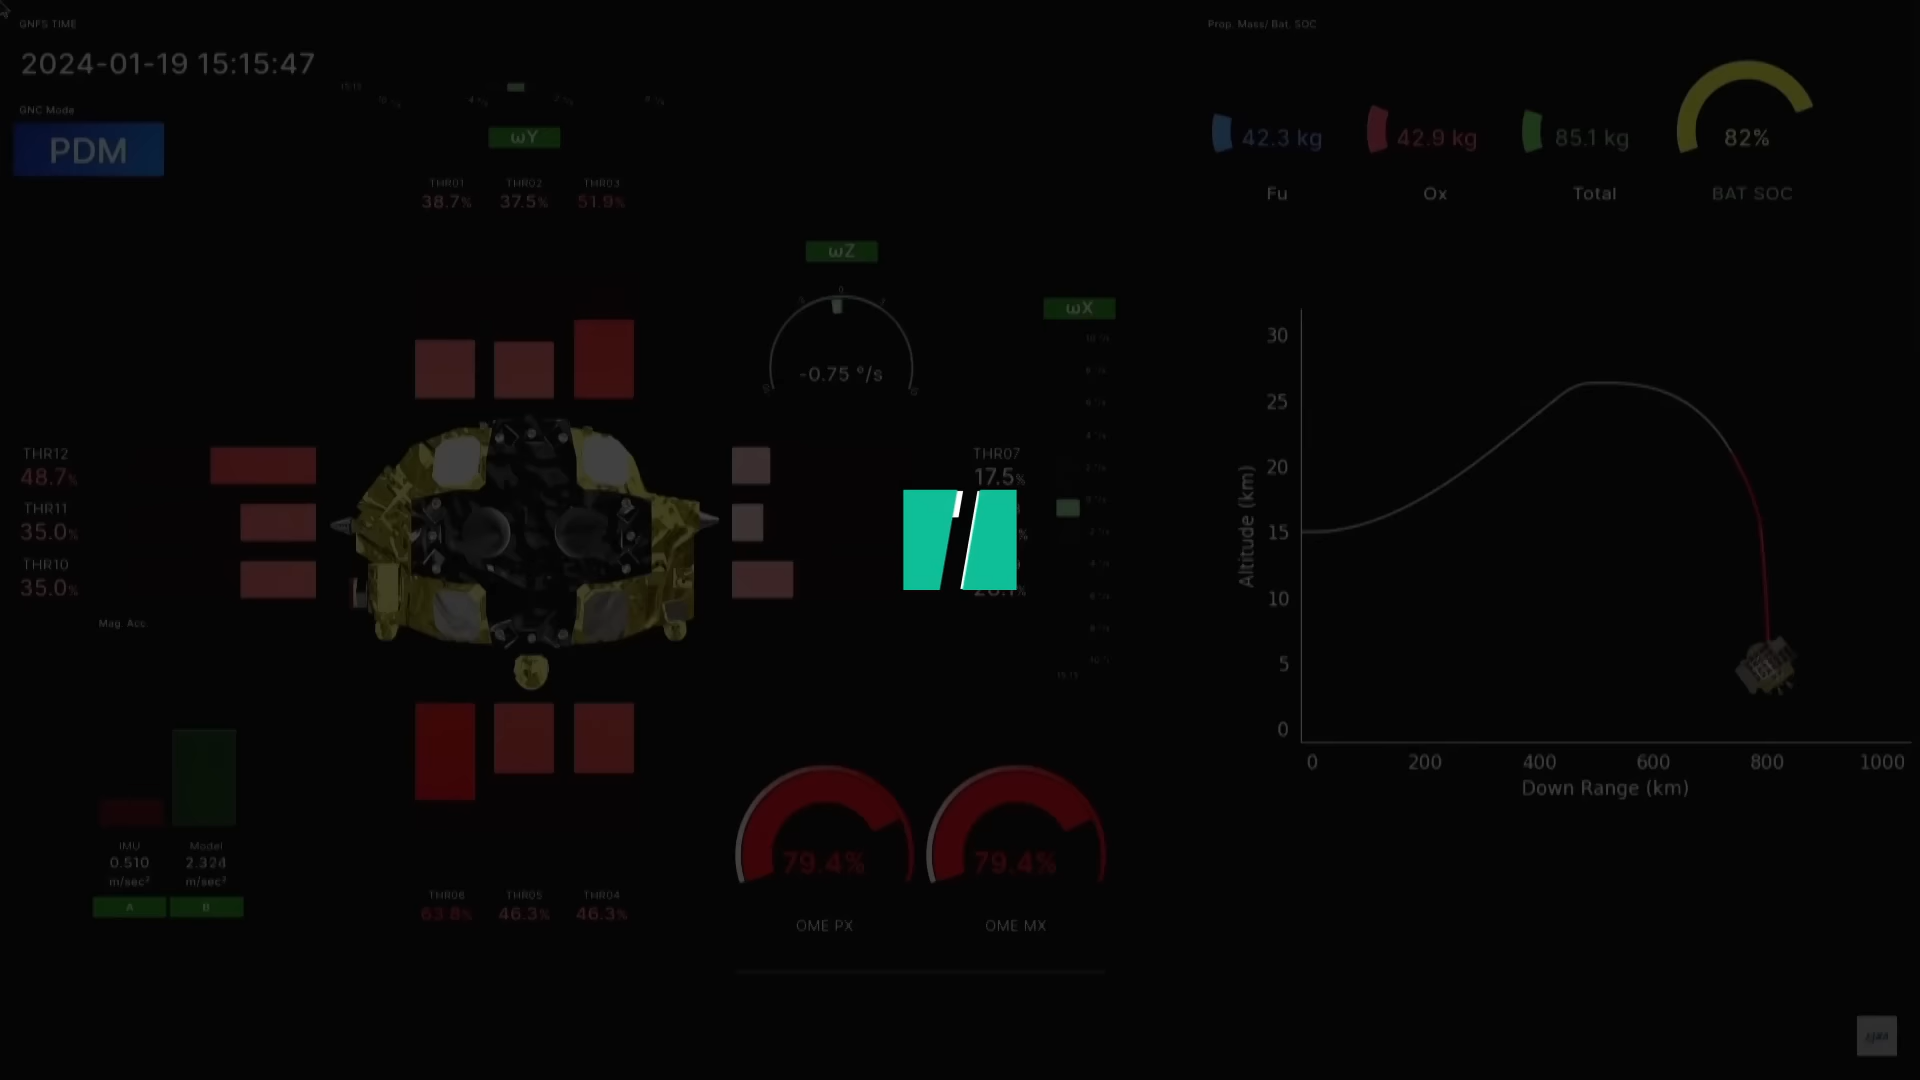 GNFS TIME
2024-01-19 15:15:47
GNC Mode
PDM
ωY
THR01 THR02 THR03
38.7% 37.5% 51.9%
ωZ
-0.75 °/s
ωX
THR12
48.7%
THR11
35.0%
THR10
35.0%
THR07
17.5%
Mag. Acc.
IMU Model
0.510 2.324
m/sec² m/sec²
A B
THR06 THR05 THR04
63.8% 46.3% 46.3%
79.4% 79.4%
OME PX OME MX
Prop. Mass/ Bat. SOC
42.3 kg 42.9 kg 85.1 kg 82%
Fu Ox Total BAT SOC
30
25
20
15
10
5
0
Altitude (km)
0 200 400 600 800 1000
Down Range (km)